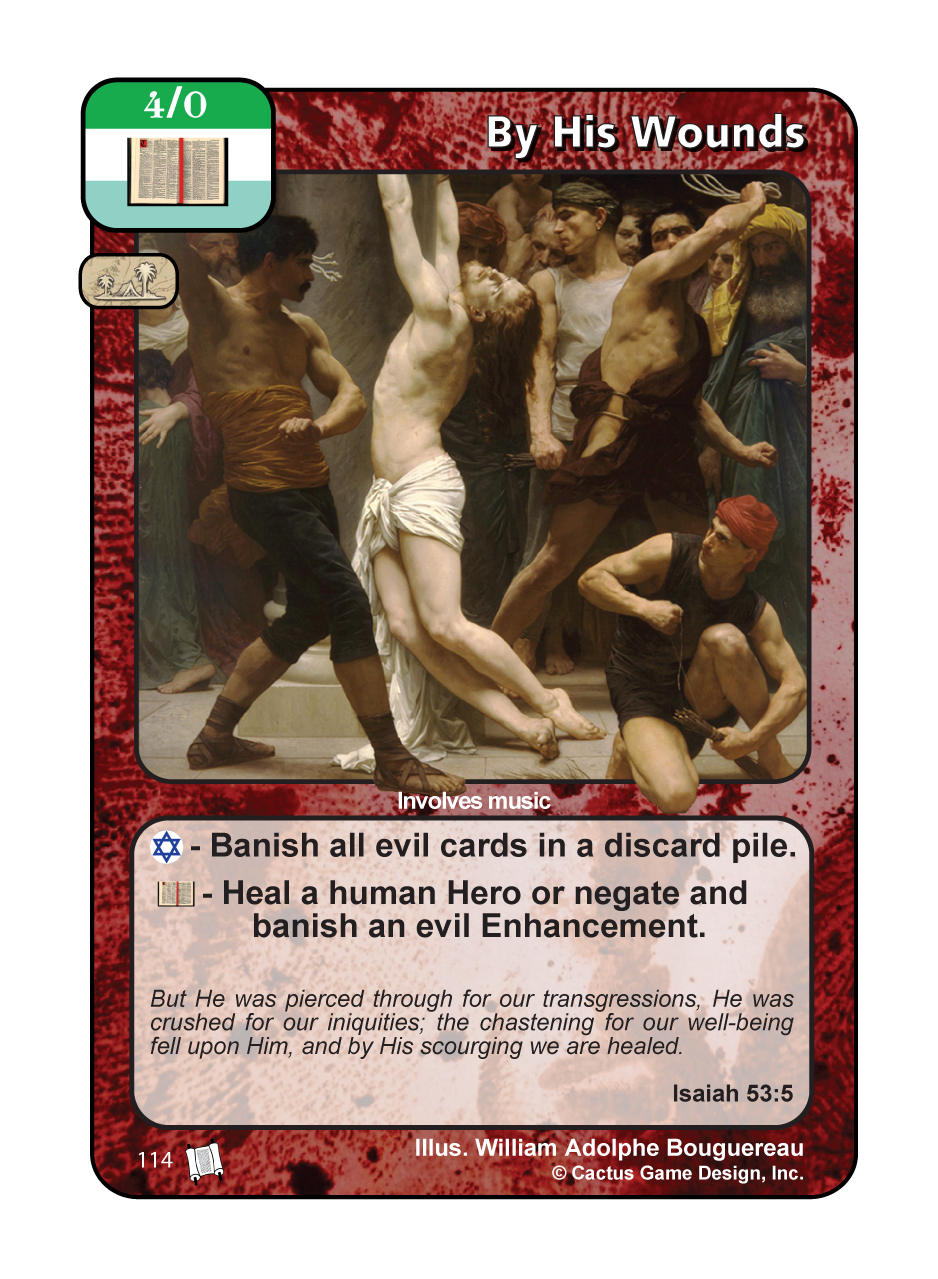 4/0
By His Wounds
Involves music
- Banish all evil cards in a discard pile.
- Heal a human Hero or negate and
banish an evil Enhancement.
But He was pierced through for our transgressions, He was
crushed for our iniquities; the chastening for our well-being
fell upon Him, and by His scourging we are healed.
Isaiah 53:5
114
Illus. William Adolphe Bouguereau
© Cactus Game Design, Inc.